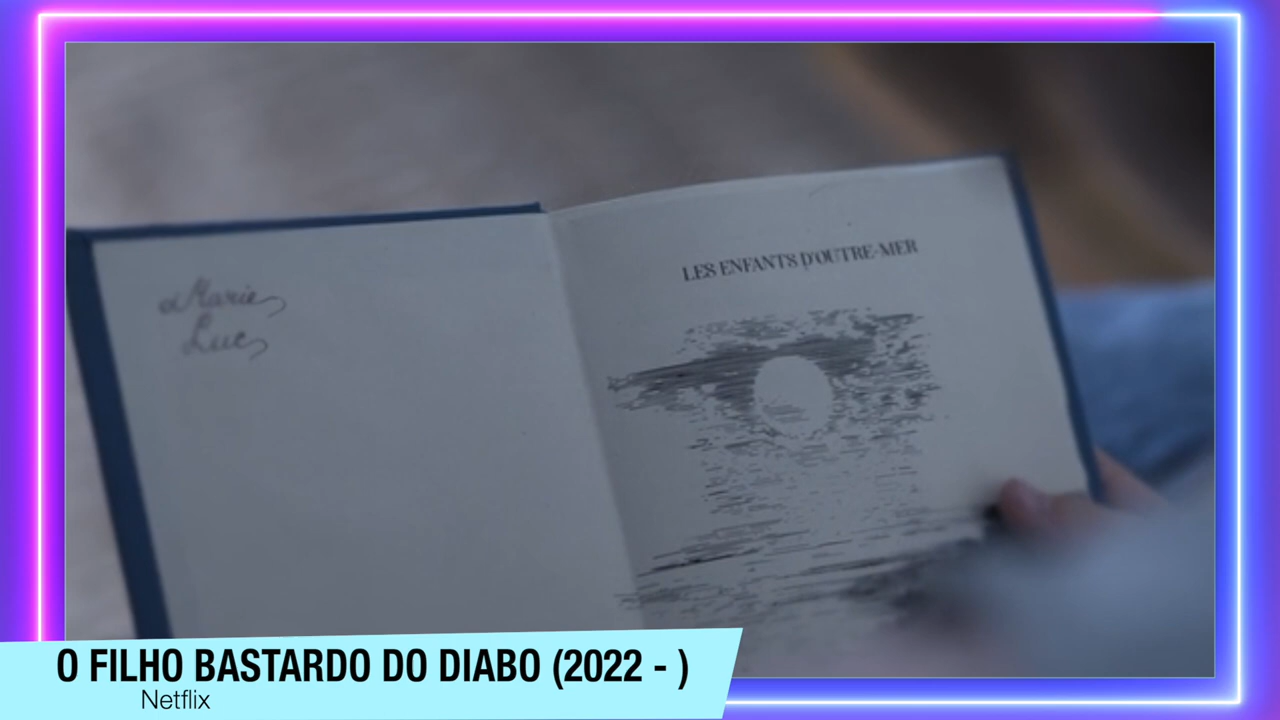 Marie
Luc
LES ENFANTS D'OUTRE-MER
O FILHO BASTARDO DO DIABO (2022 - )
Netflix